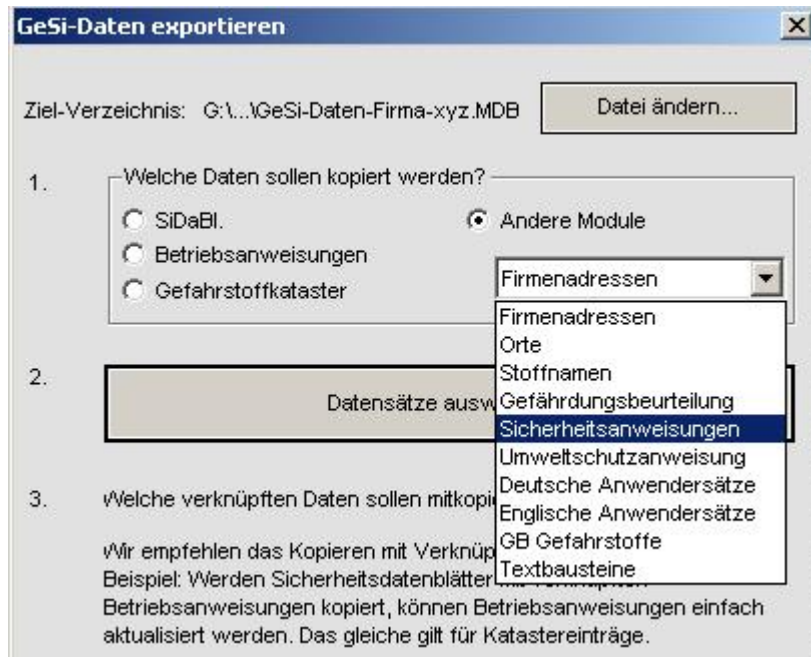 GeSi-Daten exportieren
Ziel-Verzeichnis: G:\...\GeSi-Daten-Firma-xyz.MDB
Datei ändern...
1.
Welche Daten sollen kopiert werden?
SiDaBl.
Andere Module
Betriebsanweisungen
Gefahrstoffkataster
Firmenadressen
Firmenadressen
Orte
Stoffnamen
Gefährdungsbeurteilung
Sicherheitsanweisungen
Umweltschutzanweisung
Deutsche Anwendersätze
Englische Anwendersätze
GB Gefahrstoffe
Textbausteine
2.
Datensätze
3.
Welche verknüpften Daten sollen
Wir empfehlen das Kopieren mit
Beispiel: Werden Sicherheitsdatenblätter
Betriebsanweisungen kopiert, können Betriebsanweisungen einfach
aktualisiert werden. Das gleiche gilt für Katastereinträge.